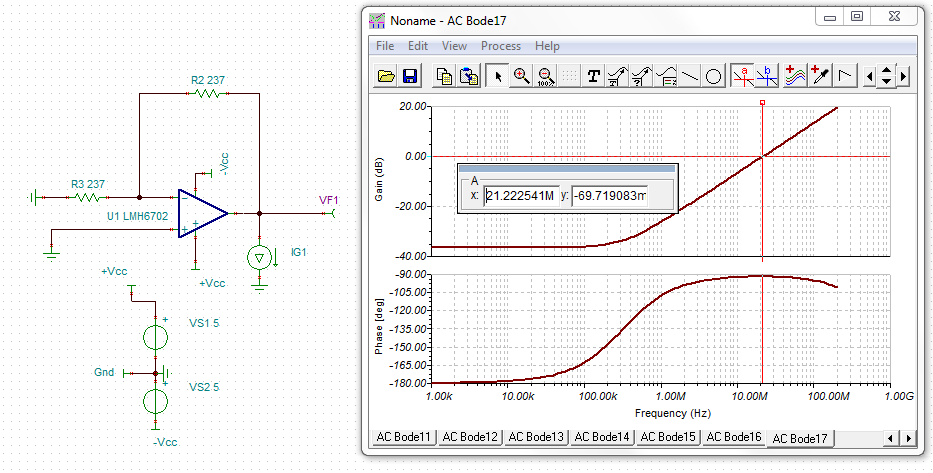 R2 237
-Vcc
R3 237
U1 LMH6702
VF1
IG1
+Vcc
+Vcc
VS1 5
Gnd
VS2 5
-Vcc
Noname - AC Bode17
File Edit View Process Help
100%
T
?
a
b
20.00
0.00
-20.00
-40.00
Gain (dB)
A
x: 21.222541M y: -69.719083m
-90.00
-105.00
-120.00
-135.00
-150.00
-165.00
-180.00
Phase [deg]
1.00k 10.00k 100.00k 1.00M 10.00M 100.00M 1.00G
Frequency (Hz)
AC Bode11 AC Bode12 AC Bode13 AC Bode14 AC Bode15 AC Bode16 AC Bode17